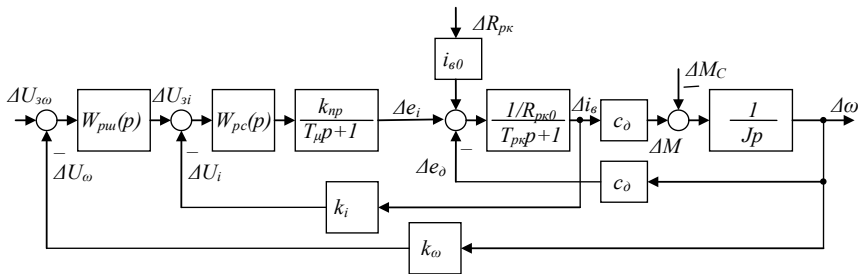 ΔR_рк
i_в0
ΔM_C
ΔU_зω
W_рш(p)
ΔU_зi
W_рс(p)
k_пр
T_μp+1
Δe_i
1/R_рк0
T_ркp+1
Δi_в
c_д
ΔM
1
Jp
Δω
–
ΔU_ω
–
ΔU_i
–
Δe_д
–
c_д
k_i
k_ω